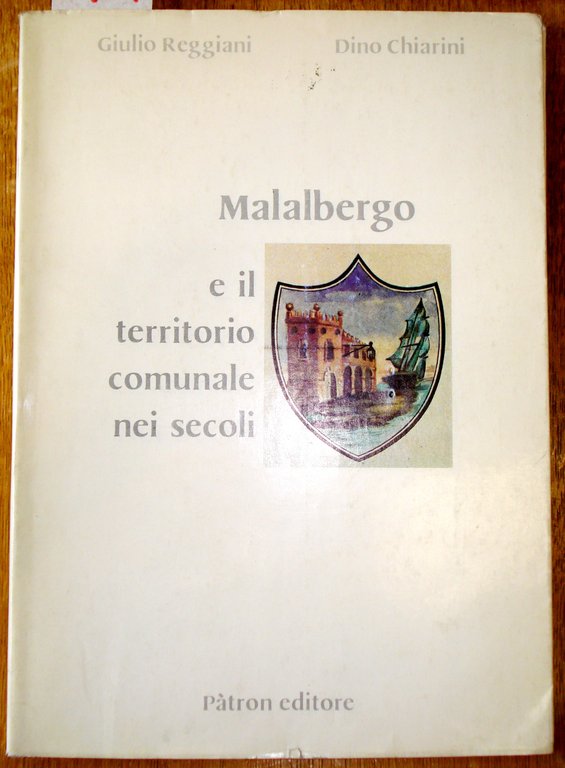 Giulio Reggiani Dino Chiarini
Malalbergo
e il
territorio
comunale
nei secoli
Pàtron editore